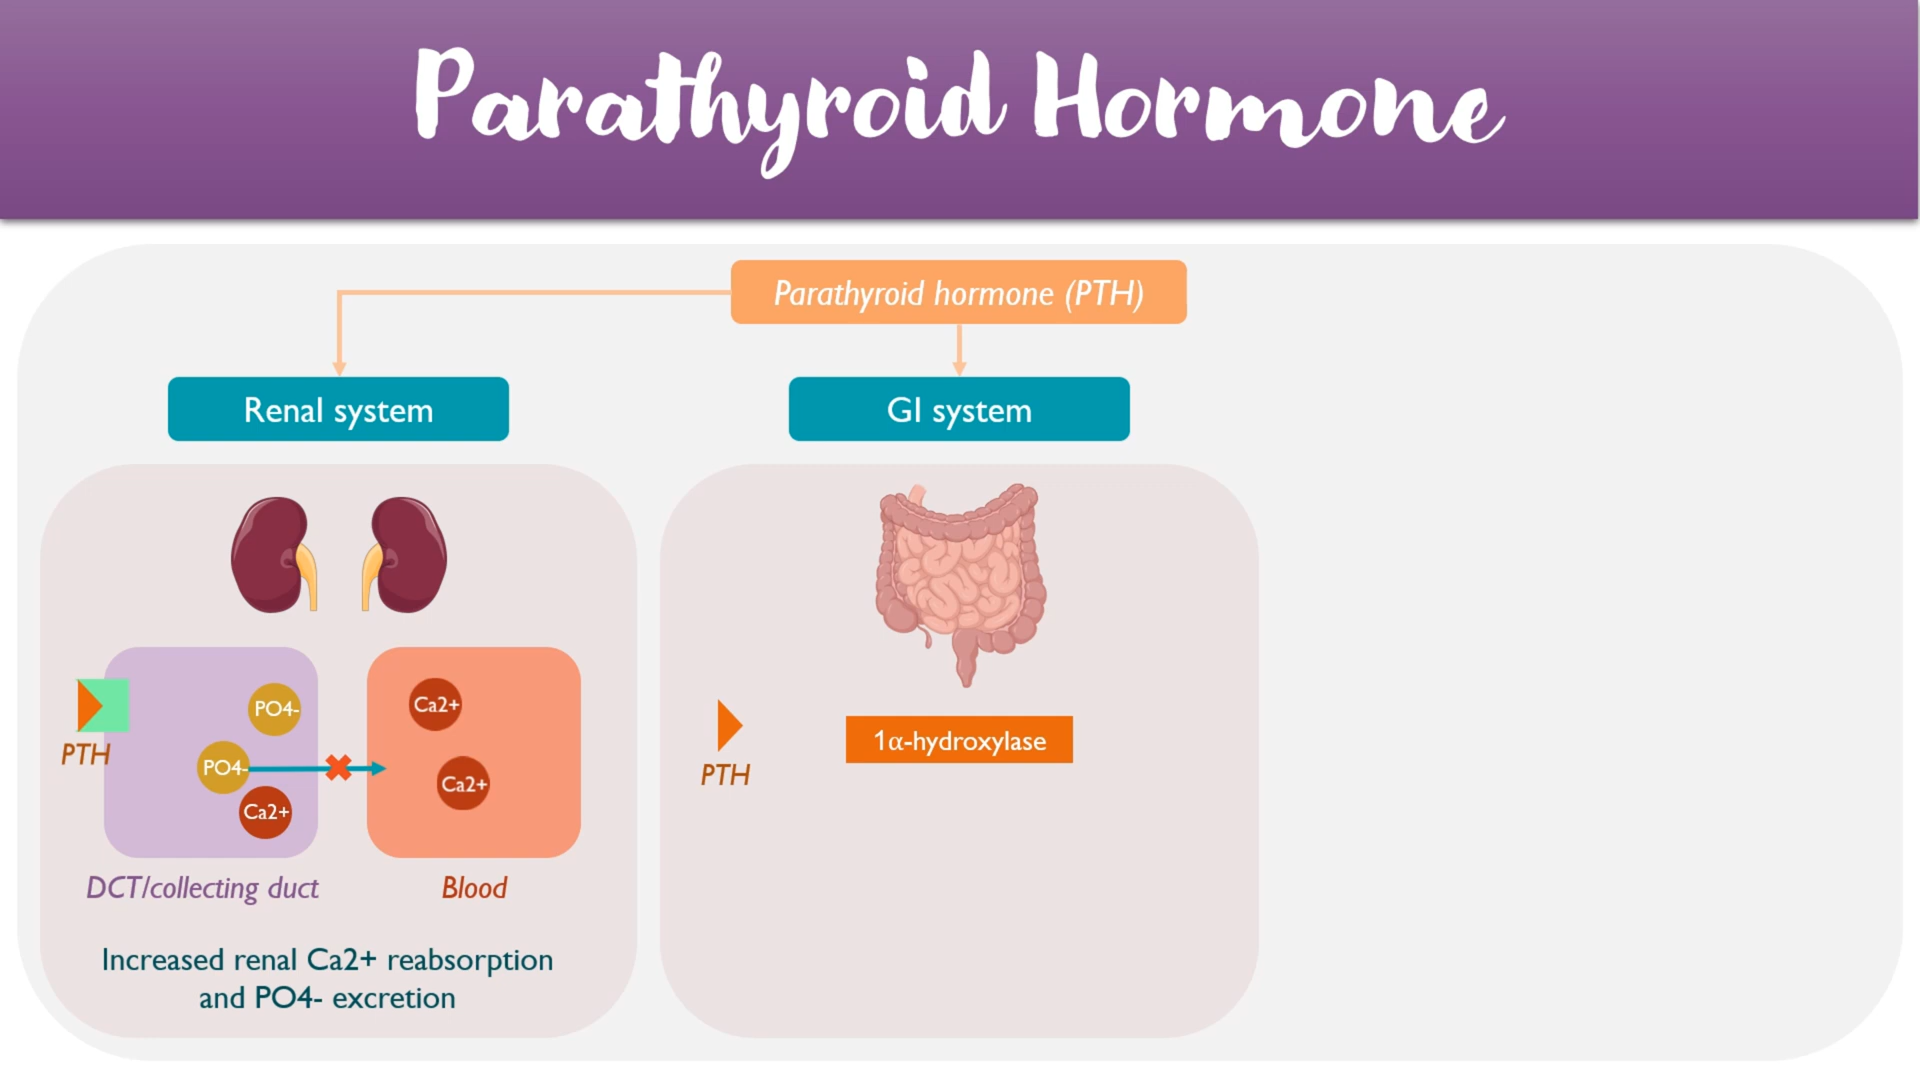 Parathyroid Hormone
Parathyroid hormone (PTH)
Renal system
GI system
PO4-
PO4-
Ca2+
PTH
Ca2+
Ca2+
DCT/collecting duct
Blood
Increased renal Ca2+ reabsorption
and PO4- excretion
PTH
1α-hydroxylase